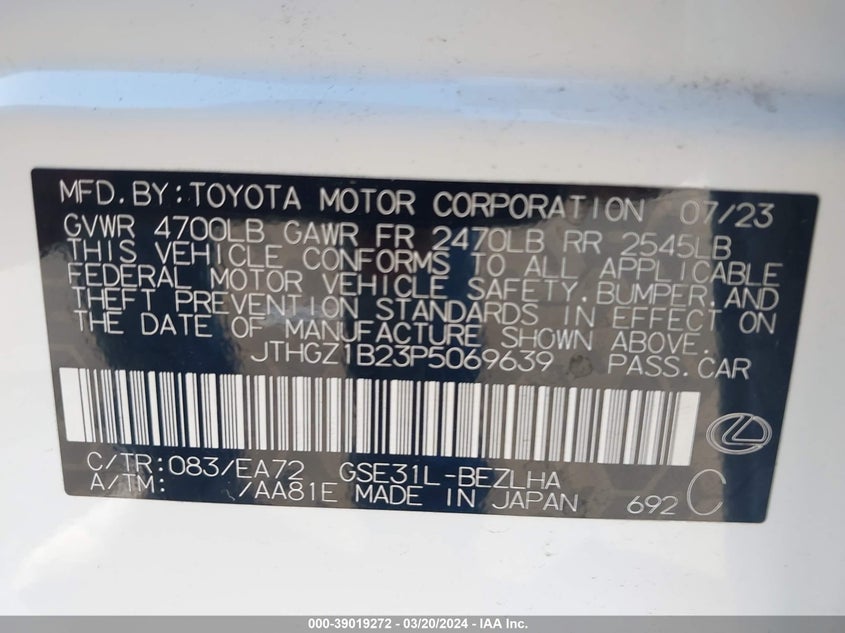 MFD.BY:TOYOTA MOTOR CORPORATION 07/23
GVWR 4700LB GAWR FR 2470LB RR 2545LB
THIS VEHICLE CONFORMS TO ALL APPLICABLE
FEDERAL MOTOR VEHICLE SAFETY,BUMPER,AND
THEFT PREVENTION STANDARDS IN EFFECT ON
THE DATE OF MANUFACTURE SHOWN ABOVE.
JTHGZ1B23P5069639 PASS.CAR
C/TR:083/EA72 GSE31L-BEZLHA C
A/TM: /AA81E MADE IN JAPAN 692
000-39019272 - 03/20/2024 - IAA Inc.